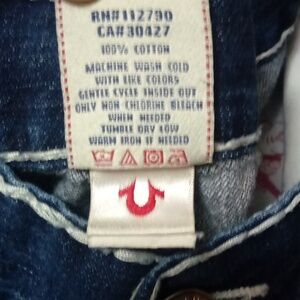 RN#112790
CA#30427
100% COTTON
MACHINE WASH COLD
WITH LIKE COLORS
GENTLE CYCLE INSIDE OUT
ONLY NON CHLORINE BLEACH
WHEN NEEDED
TUMBLE DRY LOW
WARM IRON IF NEEDED